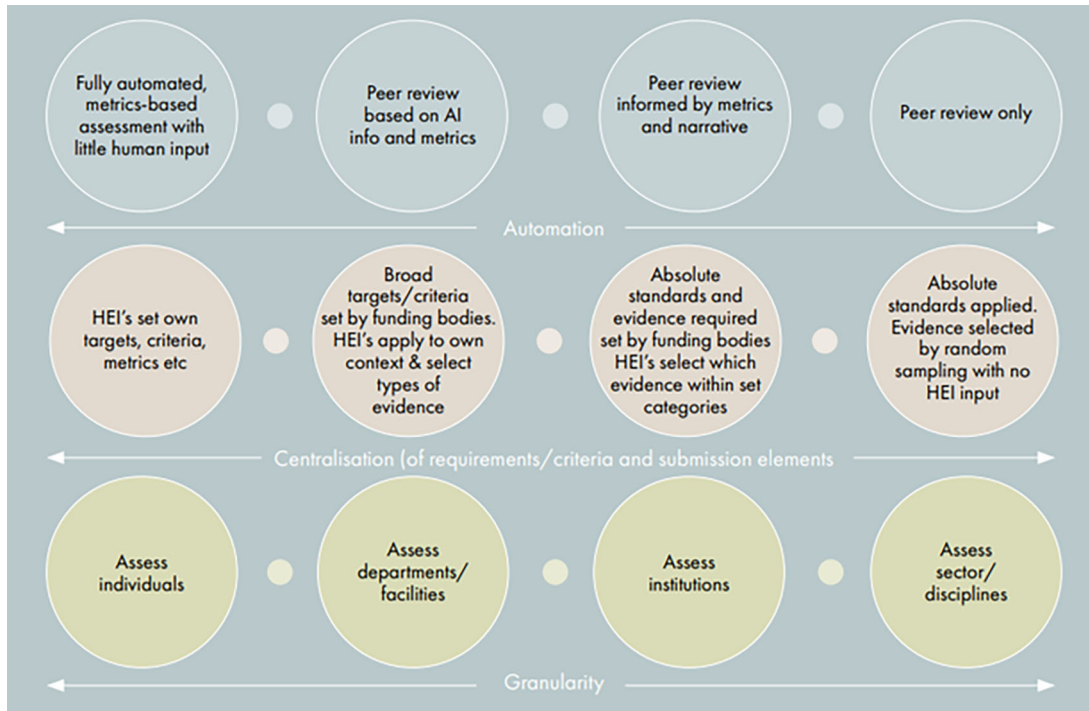 Fully automated,
metrics-based
assessment with
little human input
Peer review
based on AI
info and metrics
Peer review
informed by metrics
and narrative
Peer review only
Automation
HEI's set own
targets, criteria,
metrics etc
Broad
targets/criteria
set by funding bodies.
HEI's apply to own
context & select
types of
evidence
Absolute
standards and
evidence required
set by funding bodies
HEI's select which
evidence within set
categories
Absolute
standards applied.
Evidence selected
by random
sampling with no
HEI input
Centralisation (of requirements/criteria and submission elements
Assess
individuals
Assess
departments/
facilities
Assess
institutions
Assess
sector/
disciplines
Granularity